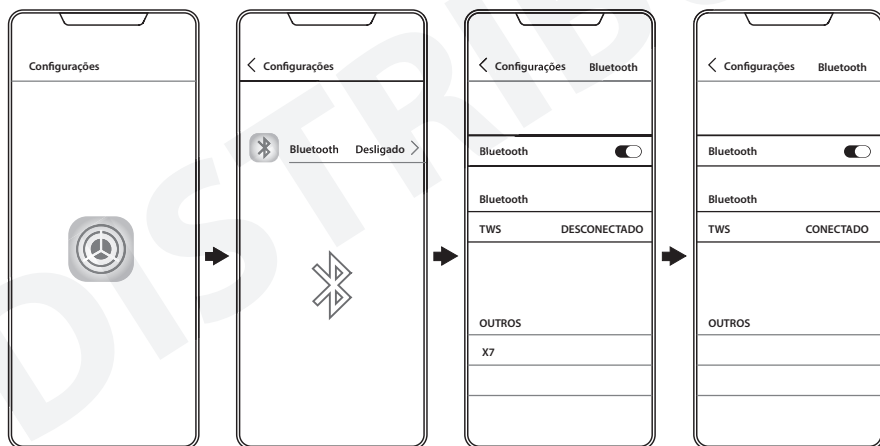 Configurações
Configurações
Bluetooth Desligado
Configurações Bluetooth
Bluetooth
Bluetooth
TWS DESCONECTADO
OUTROS
X7
Configurações Bluetooth
Bluetooth
Bluetooth
TWS CONECTADO
OUTROS
DISTRIBU